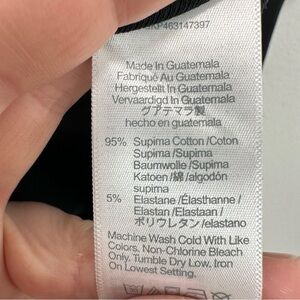 KP463147397
Made In Guatemala
Fabriqué Au Guatemala
Hergestellt In Guatemala
Vervaardigd In Guatemala
グアテマラ製
hecho en guatemala
95% Supima Cotton /Coton
Supima /Supima
Baumwolle /Supima
Katoen /綿 /algodón
supima
5% Elastane /Élasthanne /
Elastan /Elastaan /
ポリウレタン /elastano
Machine Wash Cold With Like
Colors. Non-Chlorine Bleach
Only. Tumble Dry Low. Iron
On Lowest Setting.